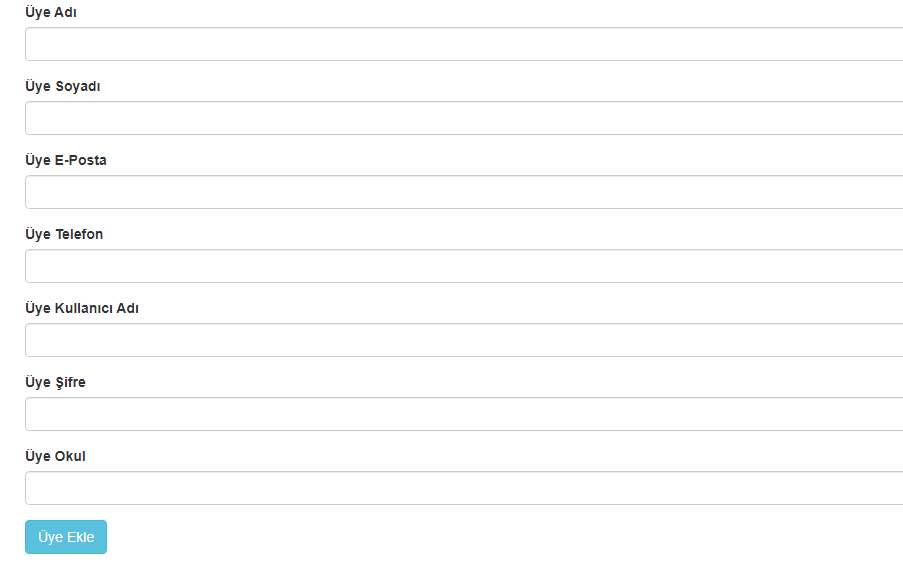 Üye Adı
Üye Soyadı
Üye E-Posta
Üye Telefon
Üye Kullanıcı Adı
Üye Şifre
Üye Okul
Üye Ekle